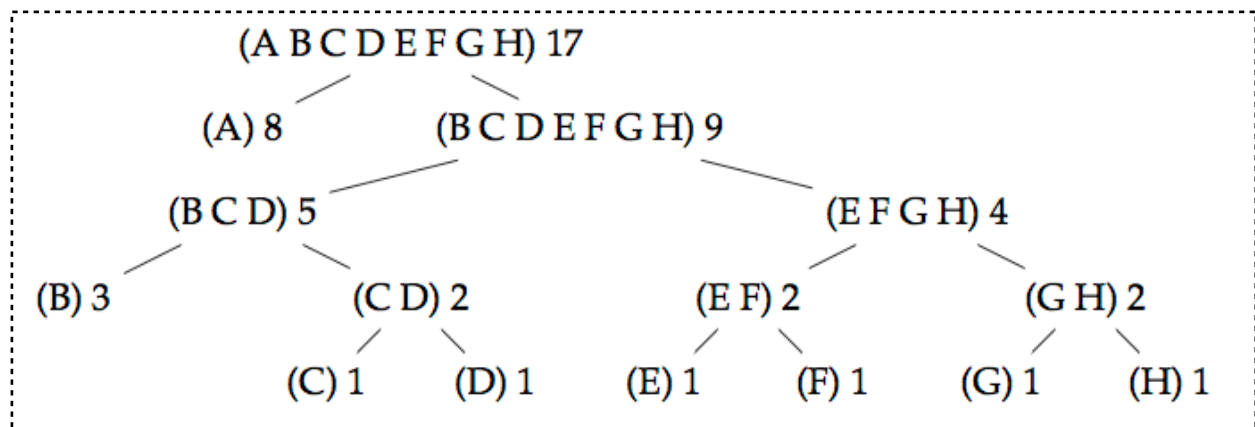 (A B C D E F G H) 17
(A) 8 (B C D E F G H) 9
(B C D) 5 (E F G H) 4
(B) 3 (C D) 2 (E F) 2 (G H) 2
(C) 1 (D) 1 (E) 1 (F) 1 (G) 1 (H) 1